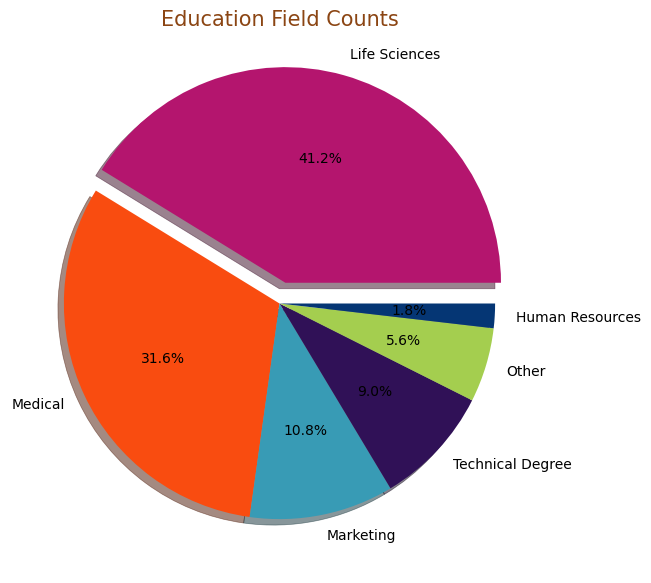 Education Field Counts
Life Sciences
41.2%
1.8%
Human Resources
5.6%
Other
31.6%
9.0%
Medical
10.8%
Technical Degree
Marketing